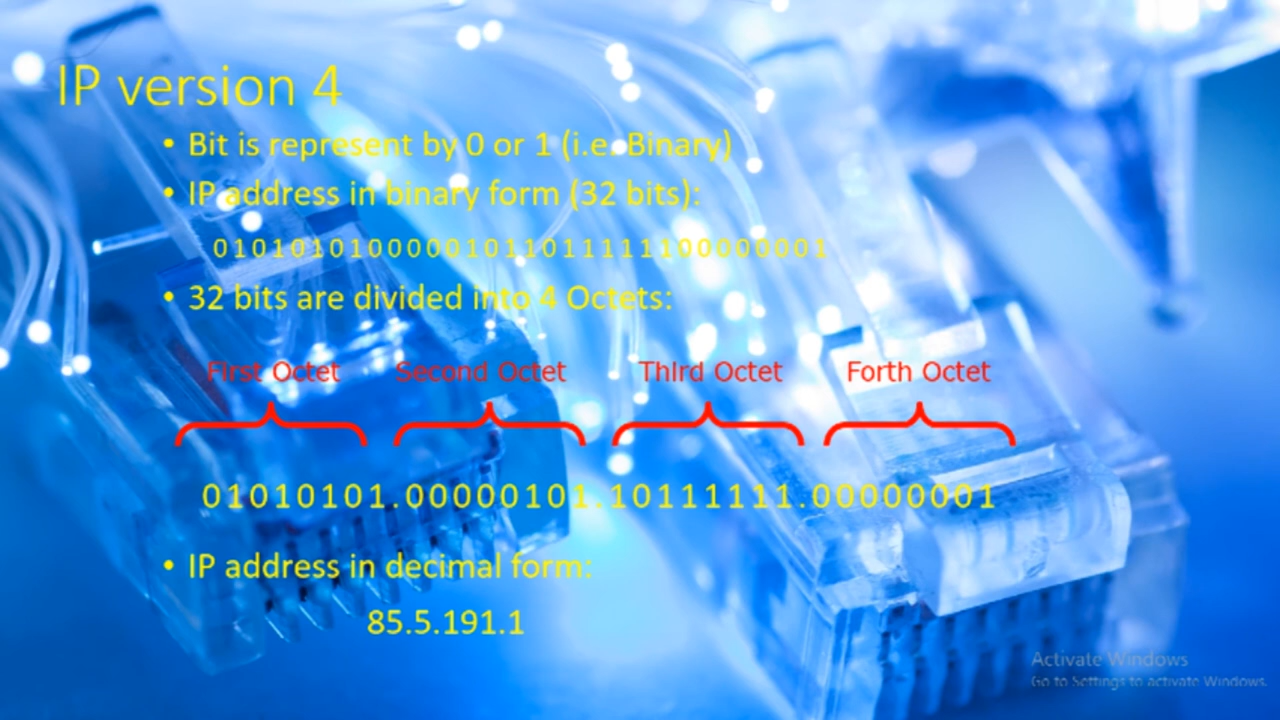 IP version 4
• Bit is represent by 0 or 1 (i.e. Binary)
• IP address in binary form (32 bits):
01010101000001011011111100000001
• 32 bits are divided into 4 Octets:
First Octet Second Octet Third Octet Forth Octet
01010101.00000101.10111111.00000001
• IP address in decimal form:
85.5.191.1
Activate Windows
Go to Settings to activate Windows.